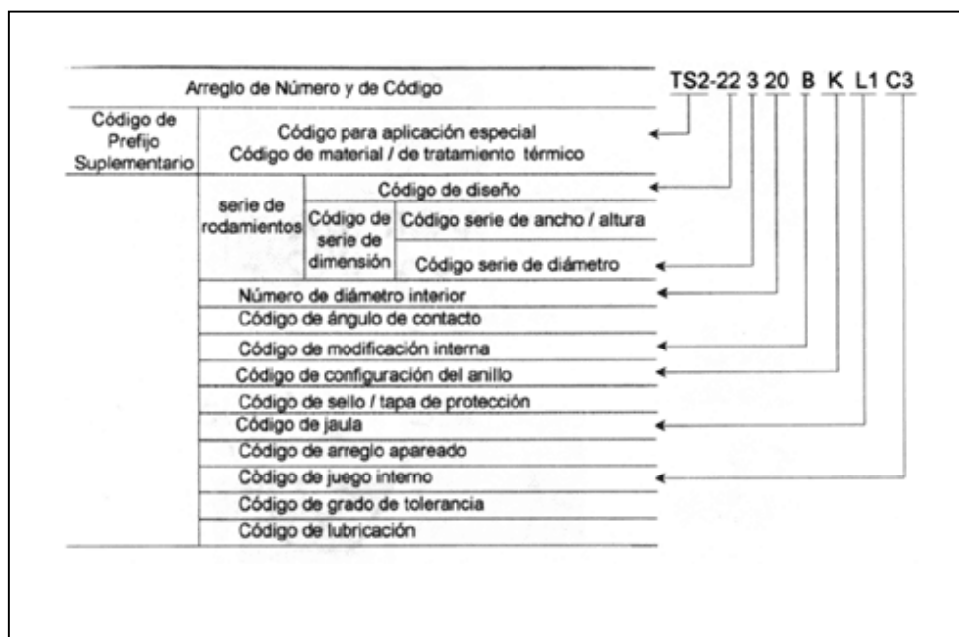 Arreglo de Número y de Código
TS2-22 3 20 B K L1 C3
Código de
Prefijo
Suplementario
Código para aplicación especial
Código de material / de tratamiento térmico
serie de
rodamientos
Código de diseño
Código de
serie de
dimensión
Código serie de ancho / altura
Código serie de diámetro
Número de diámetro interior
Código de ángulo de contacto
Código de modificación interna
Código de configuración del anillo
Código de sello / tapa de protección
Código de jaula
Código de arreglo apareado
Código de juego interno
Código de grado de tolerancia
Código de lubricación